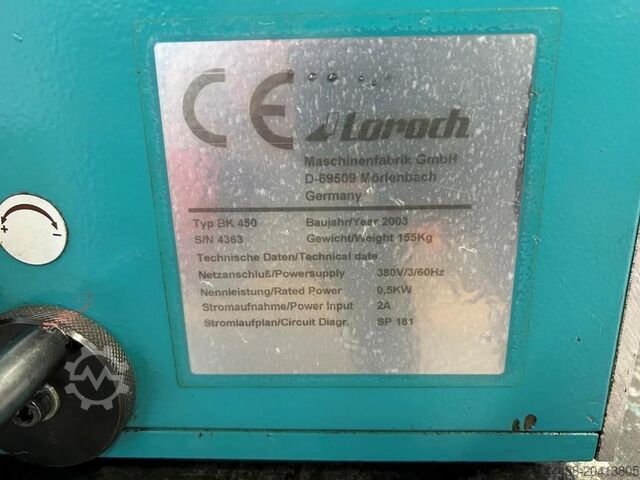 CE Loroch
Maschinenfabrik GmbH
D-69509 Mörlenbach
Germany
Typ BK 450 Baujahr/Year 2003
S/N 4363 Gewicht/Weight 155Kg
Technische Daten/Technical date
Netzanschluß/Powersupply 380V/3/60Hz
Nennleistung/Rated Power 0,5KW
Stromaufnahme/Power Input 2A
Stromlaufplan/Circuit Diagr. SP 181
+ -
44488-20413805